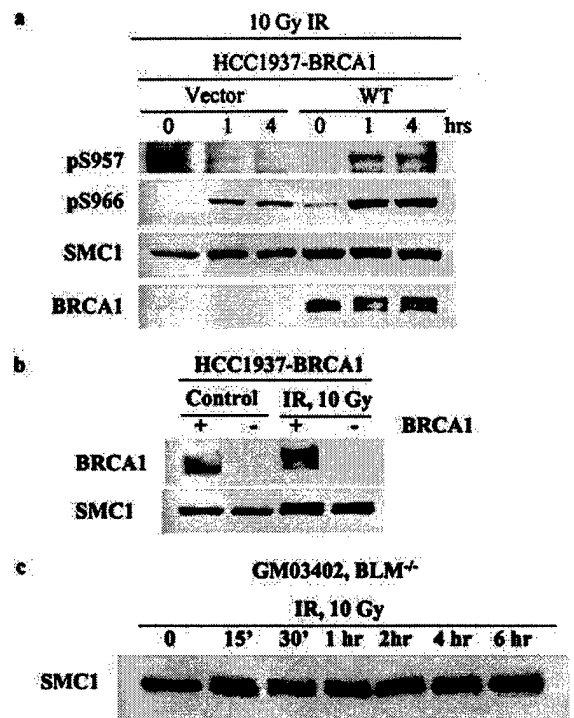 a
10 Gy IR
HCC1937-BRCA1
Vector WT
0 1 4 0 1 4 hrs
pS957
pS966
SMC1
BRCA1
b
HCC1937-BRCA1
Control IR, 10 Gy
+ - + - BRCA1
BRCA1
SMC1
c
GM03402, BLM-/-
IR, 10 Gy
0 15’ 30’ 1 hr 2hr 4 hr 6 hr
SMC1